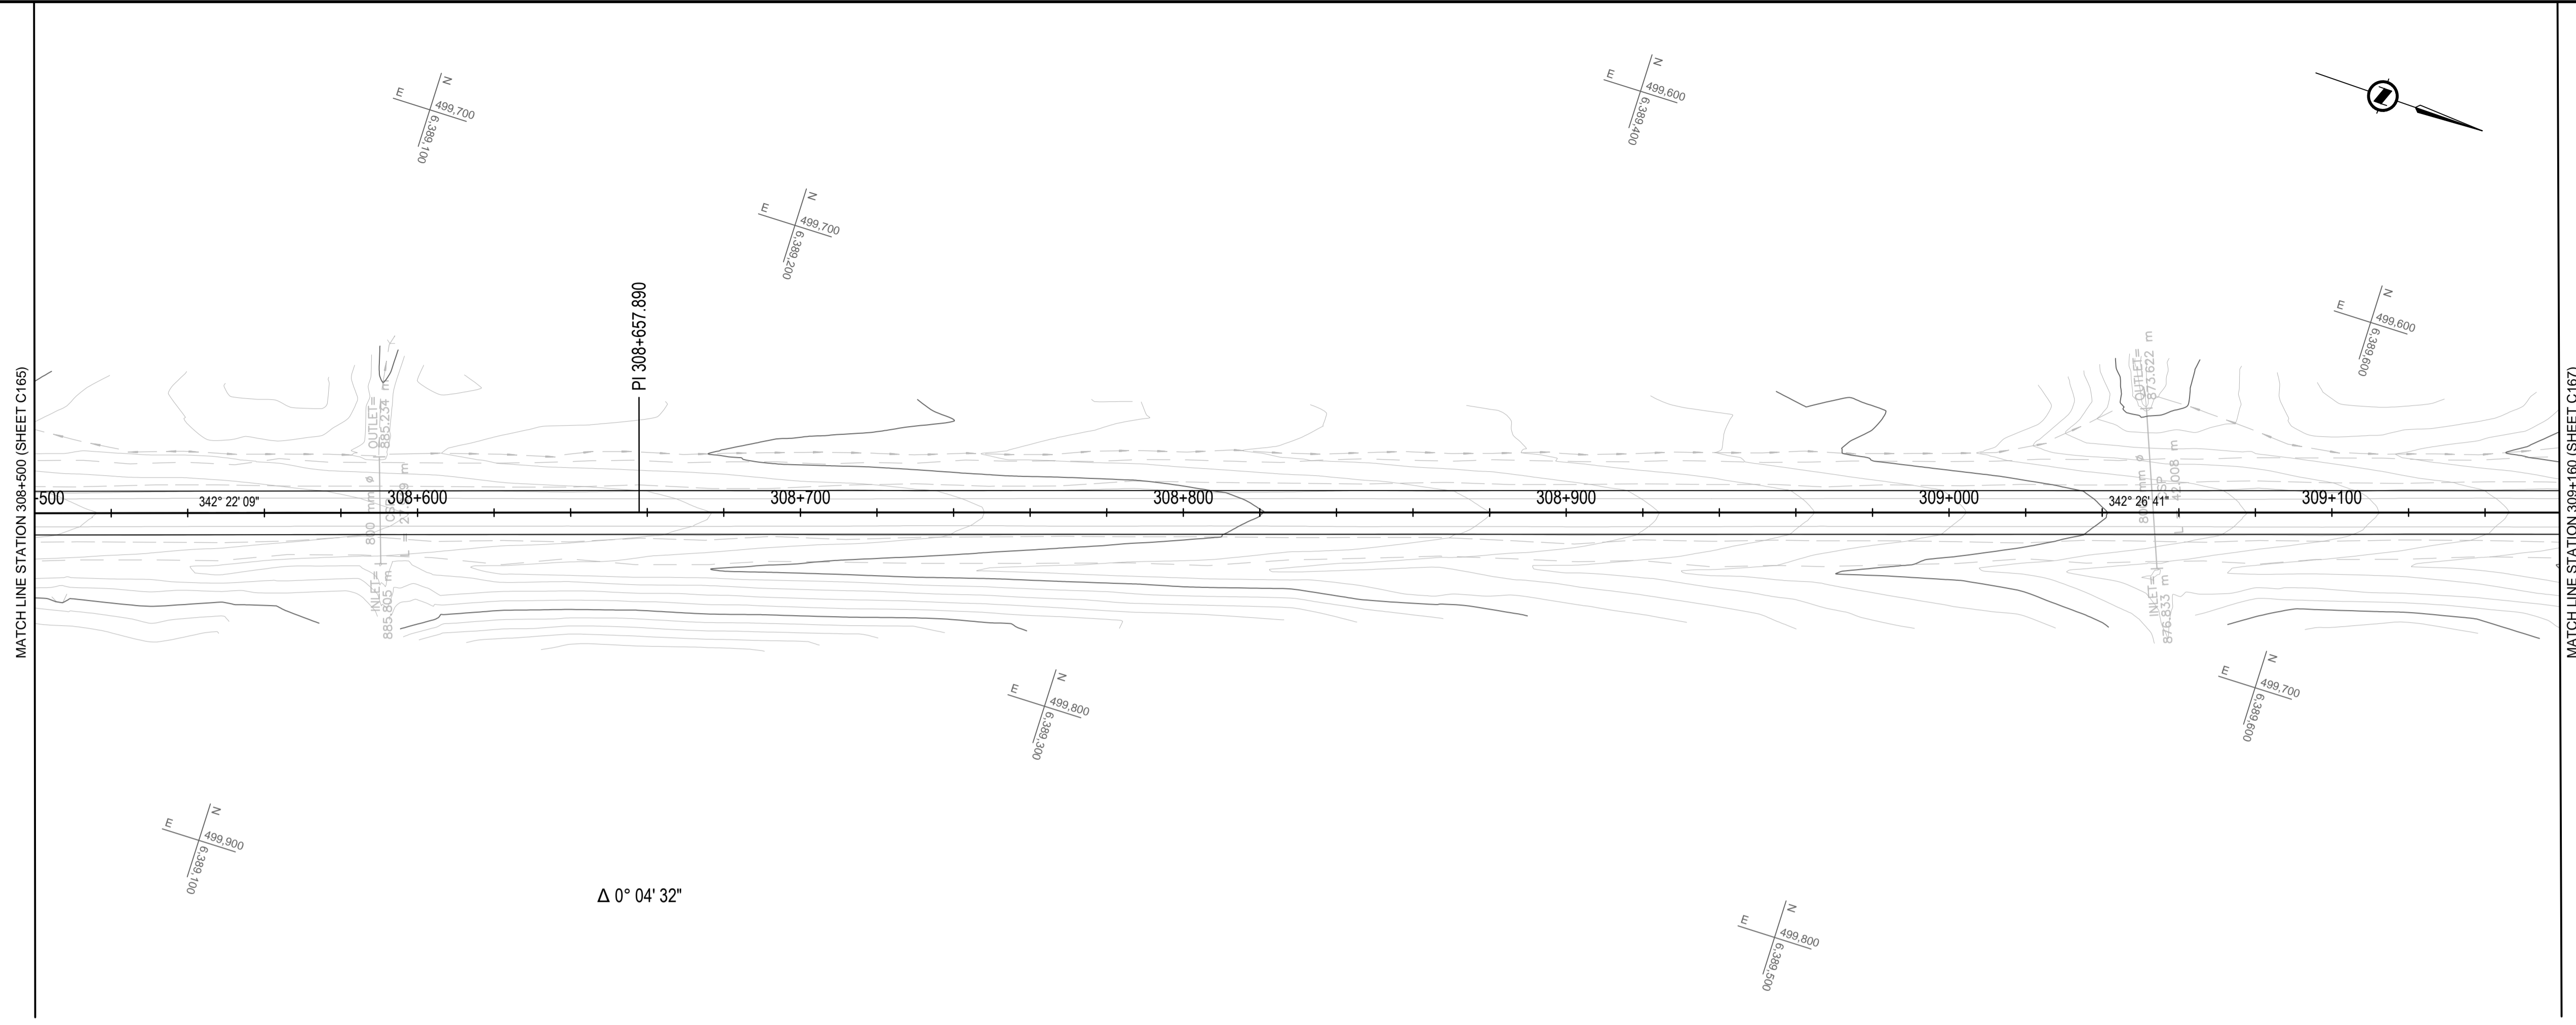 MATCH LINE STATION 308+500 (SHEET C165)
E
N
499,700
6,389,100
E
N
499,700
6,389,200
E
N
499,600
6,389,400
E
N
499,600
6,389,600
PI 308+657.890
OUTLET=
885.234 m
800 mm ø
CSP
INLET=
885.805 m
OUTLET=
873.622 m
L = 42.008 m
INLET=
876.833 m
-500
342° 22' 09"
308+600
308+700
308+800
308+900
309+000
342° 26' 41"
309+100
E
N
499,800
6,389,300
E
N
499,700
6,389,600
E
N
499,900
6,389,100
E
N
499,800
6,389,500
Δ 0° 04' 32"
MATCH LINE STATION 309+160 (SHEET C167)